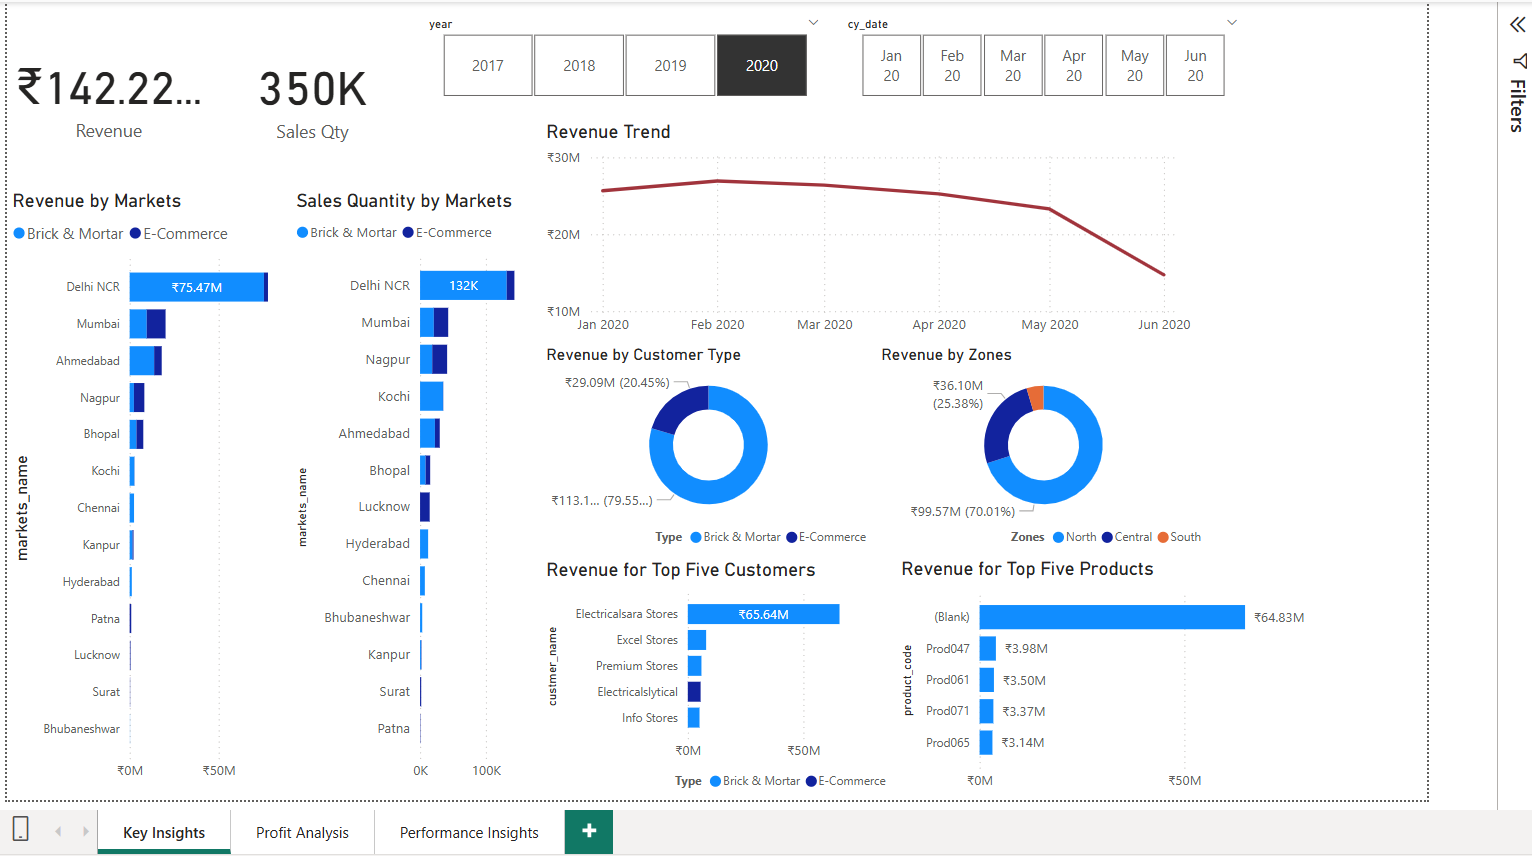 year
2017
2018
2019
2020
cy_date
Jan
20
Feb
20
Mar
20
Apr
20
May
20
Jun
20
Filters
₹142.22...
Revenue
350K
Sales Qty
Revenue by Markets
Brick & Mortar E-Commerce
markets_name
Delhi NCR ₹75.47M
Mumbai
Ahmedabad
Nagpur
Bhopal
Kochi
Chennai
Kanpur
Hyderabad
Patna
Lucknow
Surat
Bhubaneshwar
₹0M ₹50M
Sales Quantity by Markets
Brick & Mortar E-Commerce
markets_name
Delhi NCR 132K
Mumbai
Nagpur
Kochi
Ahmedabad
Bhopal
Lucknow
Hyderabad
Chennai
Bhubaneshwar
Kanpur
Surat
Patna
0K 100K
Revenue Trend
₹30M
₹20M
₹10M
Jan 2020 Feb 2020 Mar 2020 Apr 2020 May 2020 Jun 2020
Revenue by Customer Type
₹29.09M (20.45%)
₹113.1... (79.55...)
Type Brick & Mortar E-Commerce
Revenue by Zones
₹36.10M
(25.38%)
₹99.57M (70.01%)
Zones North Central South
Revenue for Top Five Customers
custmer_name
Electricalsara Stores ₹65.64M
Excel Stores
Premium Stores
Electricalslytical
Info Stores
₹0M ₹50M
Type Brick & Mortar E-Commerce
Revenue for Top Five Products
product_code
(Blank) ₹64.83M
Prod047 ₹3.98M
Prod061 ₹3.50M
Prod071 ₹3.37M
Prod065 ₹3.14M
₹0M ₹50M
Key Insights
Profit Analysis
Performance Insights
+